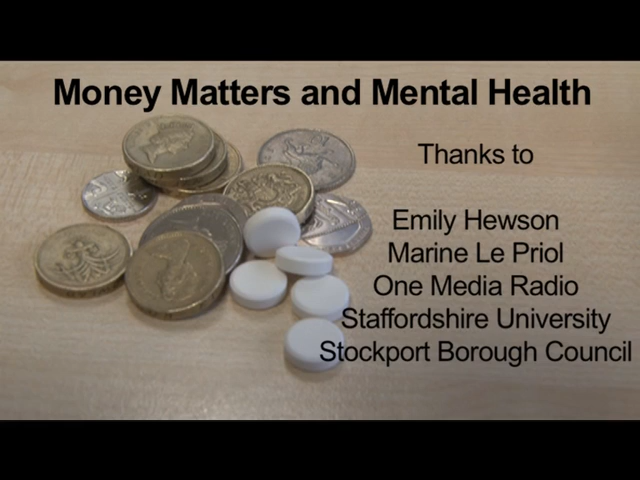 Money Matters and Mental Health
Thanks to
Emily Hewson
Marine Le Priol
One Media Radio
Staffordshire University
Stockport Borough Council